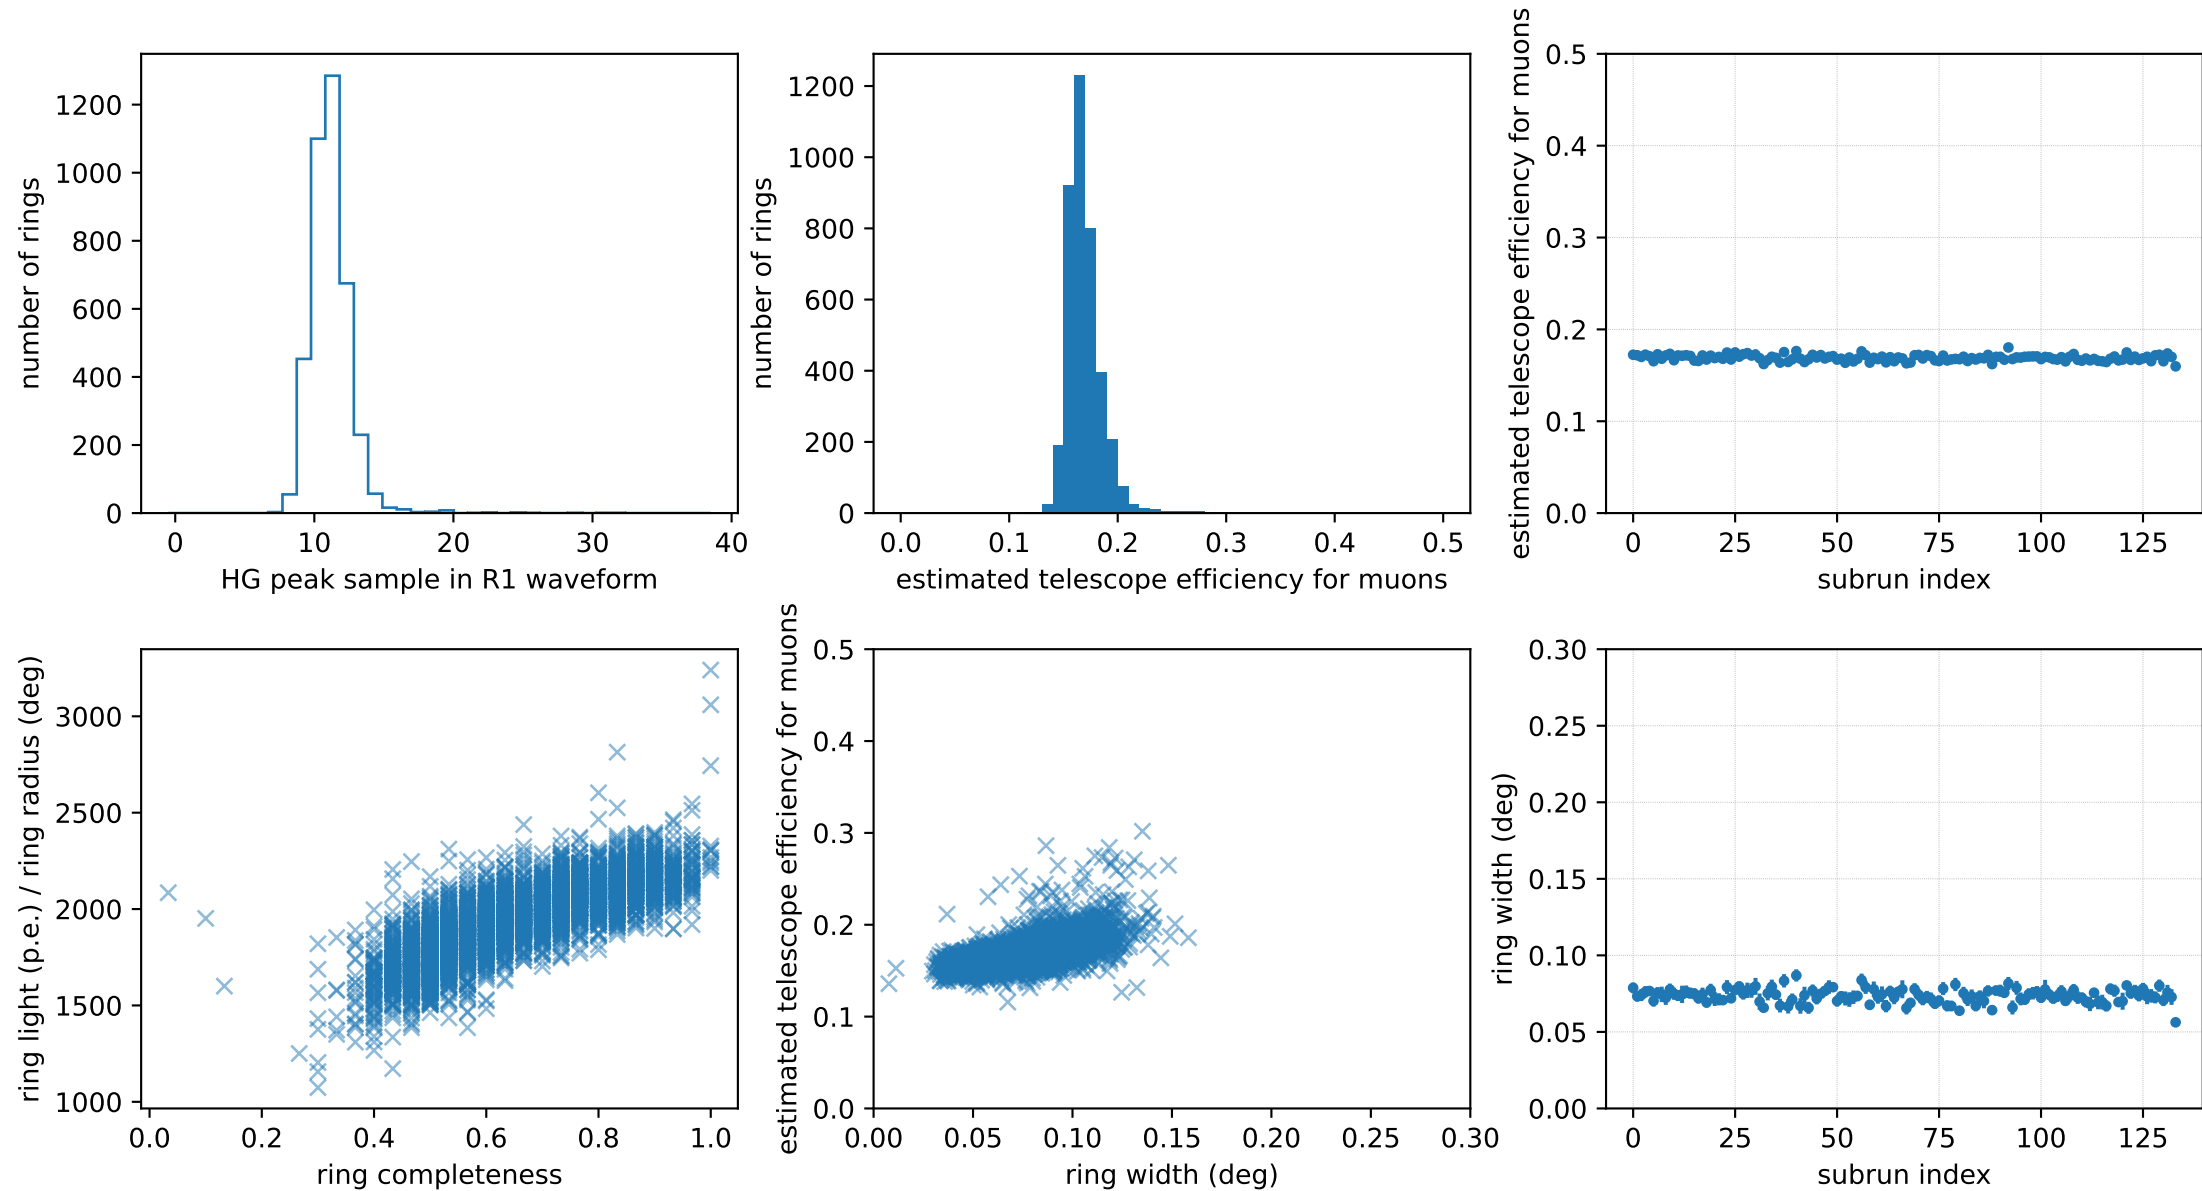 number of rings
1200
1000
800
600
400
200
0
0 10 20 30 40
HG peak sample in R1 waveform
number of rings
1200
1000
800
600
400
200
0
0.0 0.1 0.2 0.3 0.4 0.5
estimated telescope efficiency for muons
estimated telescope efficiency for muons
0.5
0.4
0.3
0.2
0.1
0.0
0 25 50 75 100 125
subrun index
ring light (p.e.) / ring radius (deg)
3000
2500
2000
1500
1000
0.0 0.2 0.4 0.6 0.8 1.0
ring completeness
estimated telescope efficiency for muons
0.5
0.4
0.3
0.2
0.1
0.0
0.00 0.05 0.10 0.15 0.20 0.25 0.30
ring width (deg)
ring width (deg)
0.30
0.25
0.20
0.15
0.10
0.05
0.00
0 25 50 75 100 125
subrun index